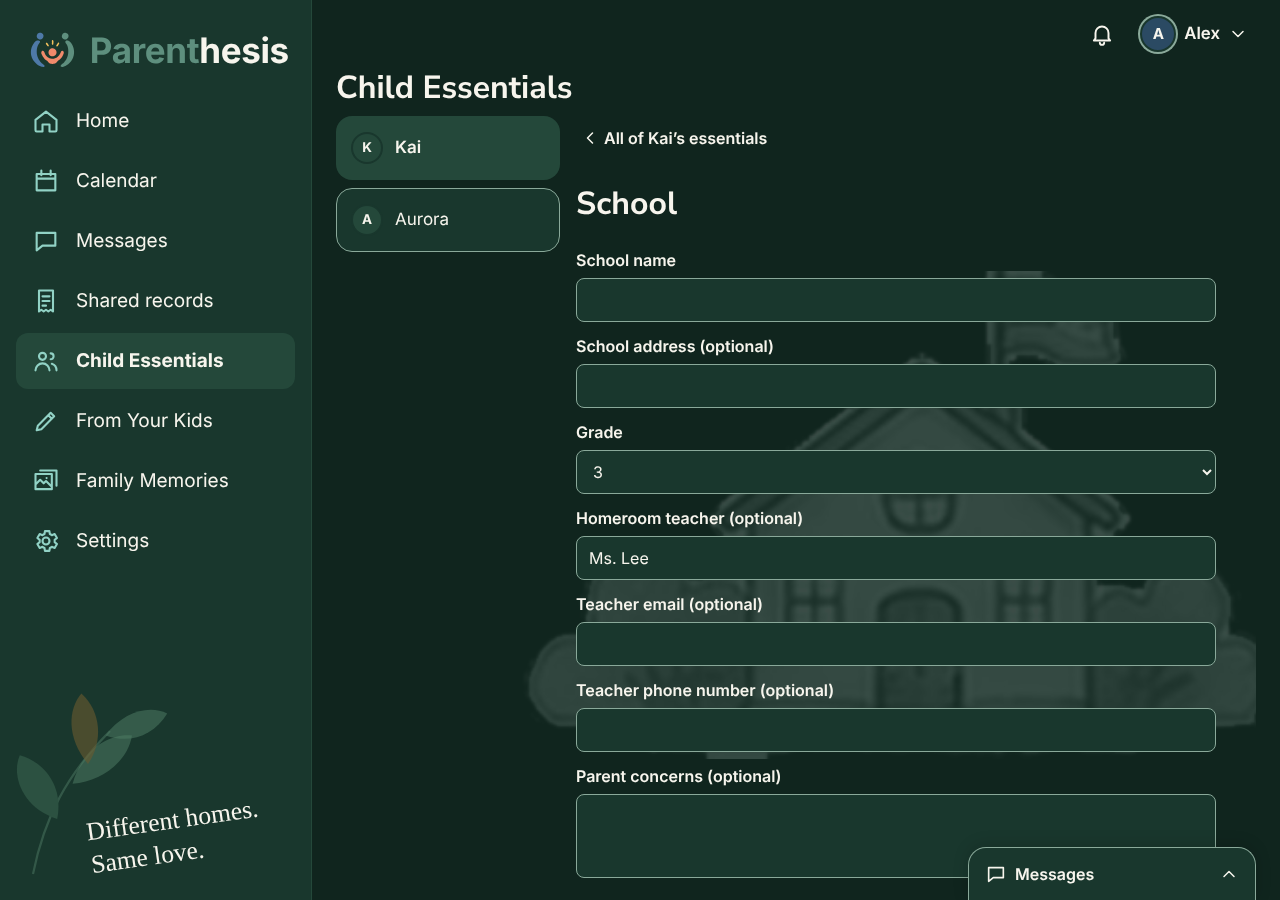 Parenthesis
Home
Calendar
Messages
Shared records
Child Essentials
From Your Kids
Family Memories
Settings
Different homes.
Same love.
A Alex
Child Essentials
K Kai
A Aurora
All of Kai’s essentials
School
School name
School address (optional)
Grade
3
Homeroom teacher (optional)
Ms. Lee
Teacher email (optional)
Teacher phone number (optional)
Parent concerns (optional)
Messages